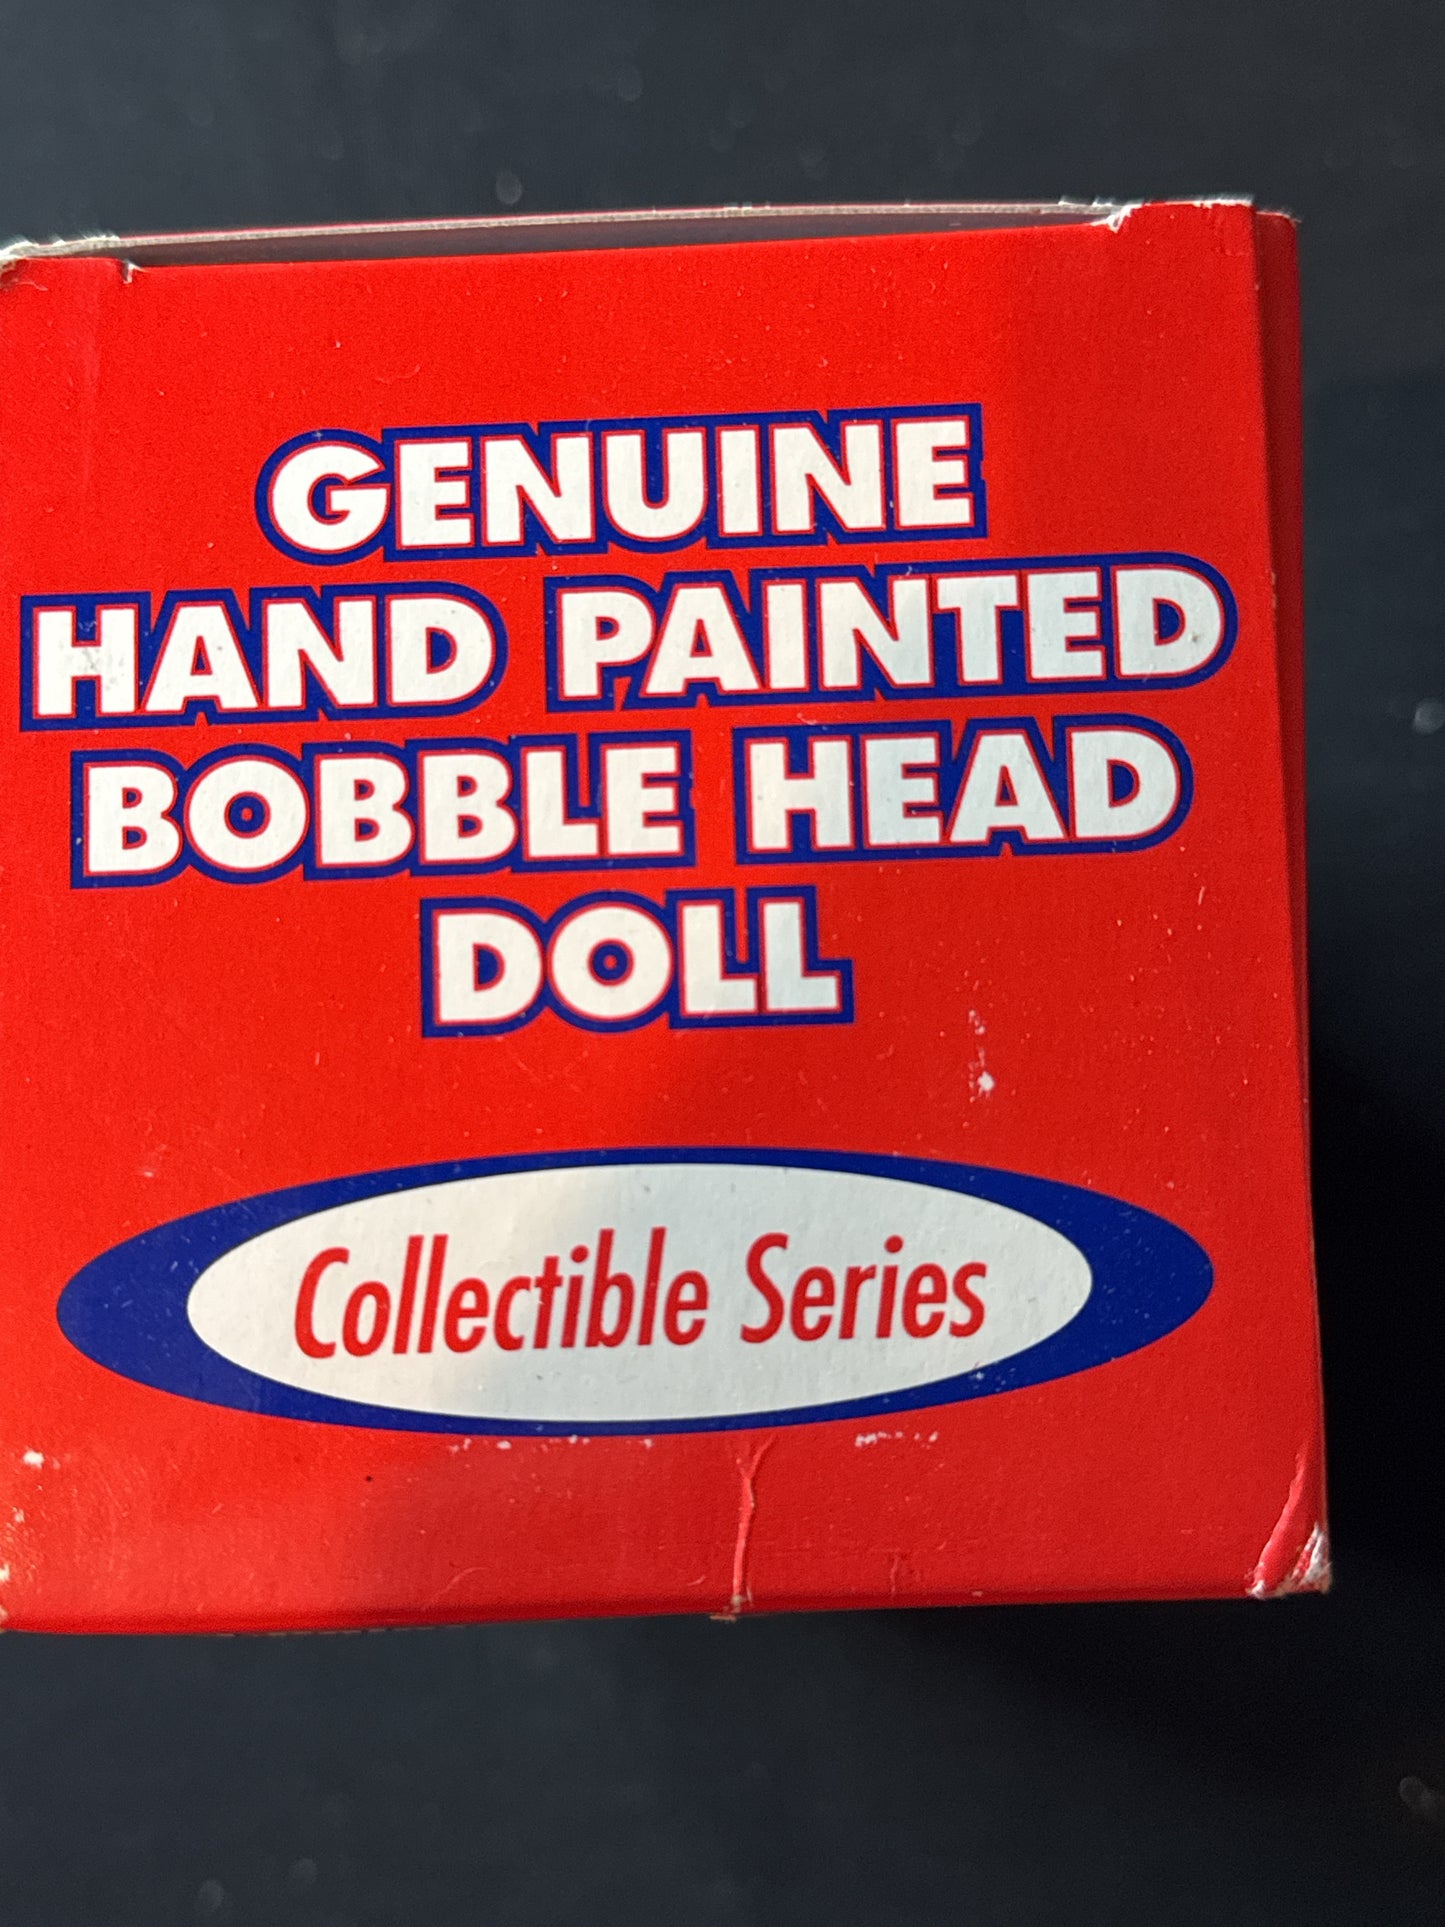 GENUINE
HAND PAINTED
BOBBLE HEAD
DOLL
Collectible Series